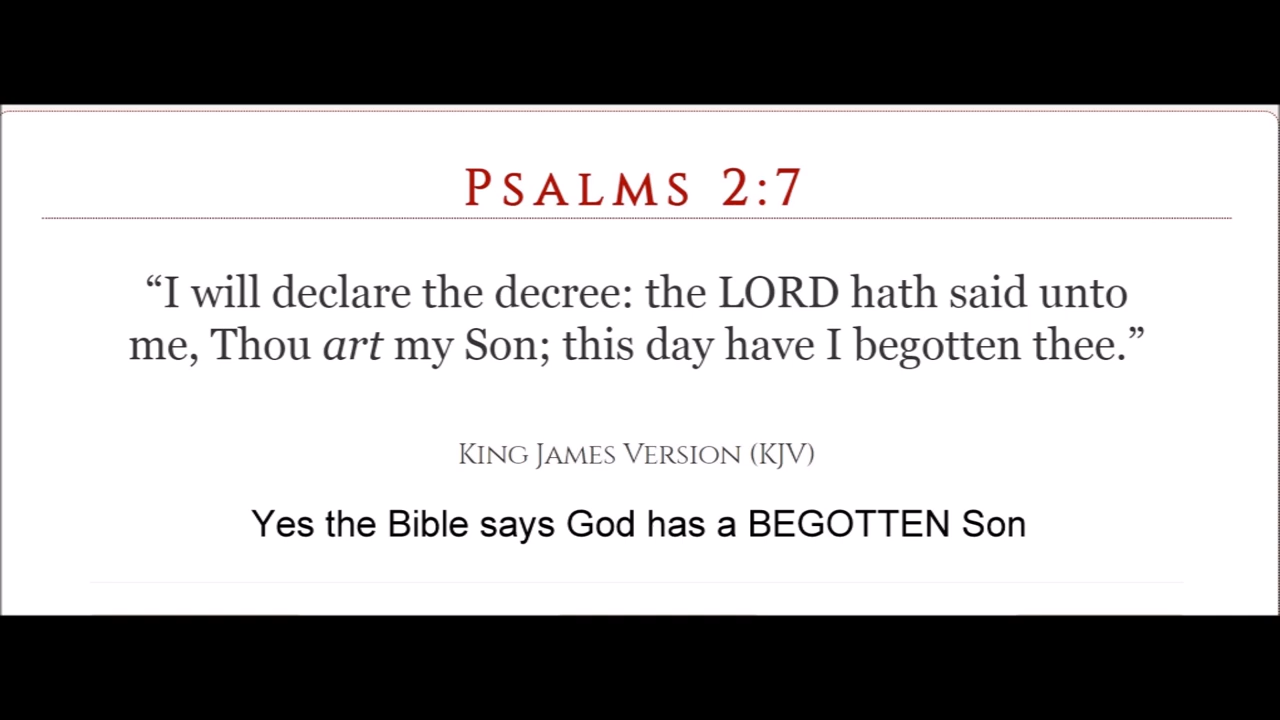 PSALMS 2:7
“I will declare the decree: the LORD hath said unto
me, Thou art my Son; this day have I begotten thee.”
KING JAMES VERSION (KJV)
Yes the Bible says God has a BEGOTTEN Son